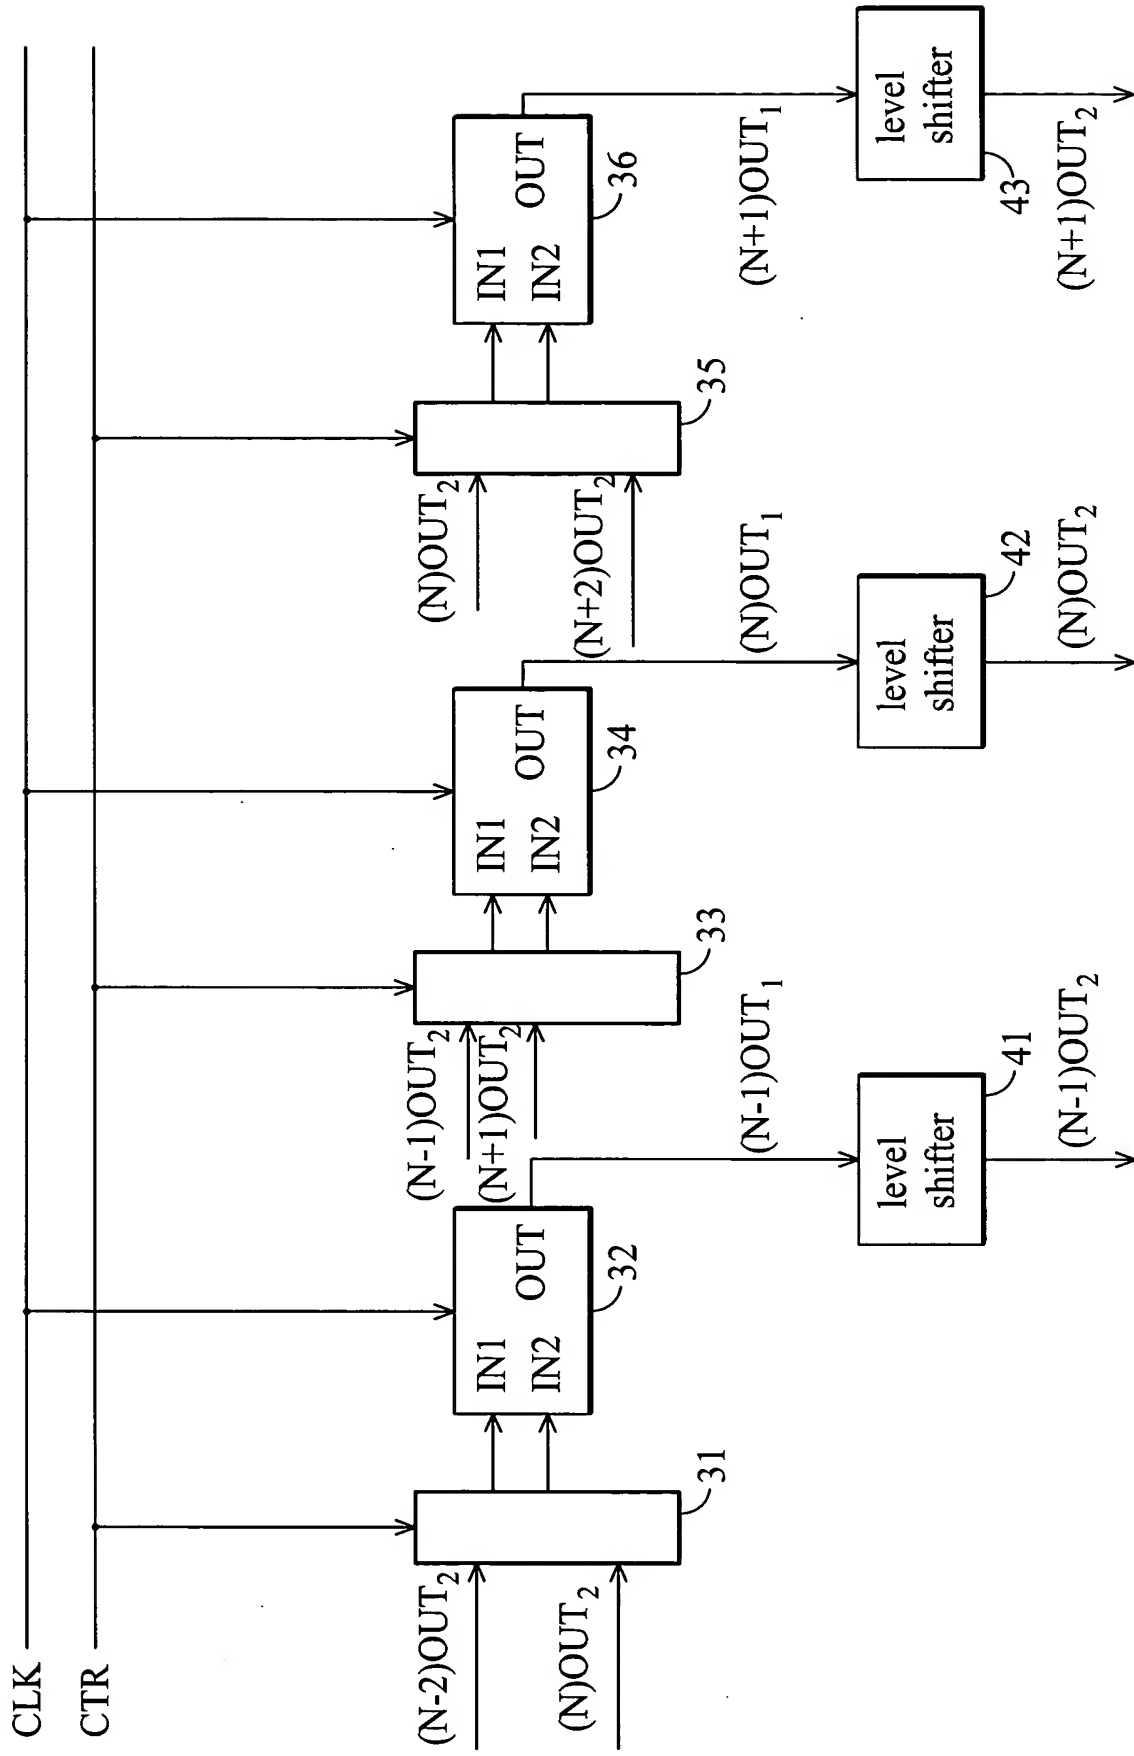 CLK
CTR
(N-2)OUT2
(N)OUT2
31
IN1
IN2
OUT
32
(N-1)OUT1
level
shifter
41
(N-1)OUT2
(N-1)OUT2
(N+1)OUT2
33
IN1
IN2
OUT
34
(N)OUT1
level
shifter
42
(N)OUT2
(N)OUT2
(N+2)OUT2
35
IN1
IN2
OUT
36
(N+1)OUT1
level
shifter
43
(N+1)OUT2